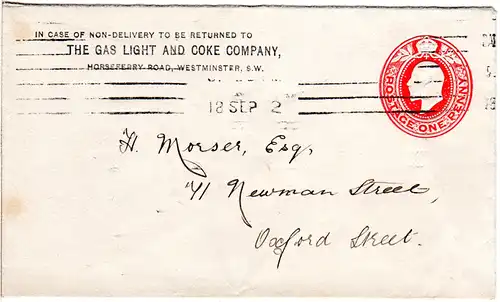 IN CASE OF NON-DELIVERY TO BE RETURNED TO
THE GAS LIGHT AND COKE COMPANY,
HORSEFERRY ROAD, WESTMINSTER, S.W.
18 SEP 2
POSTAGE ONE PENNY
H. Morser, Esq.
41 Newman Street,
Oxford Street.